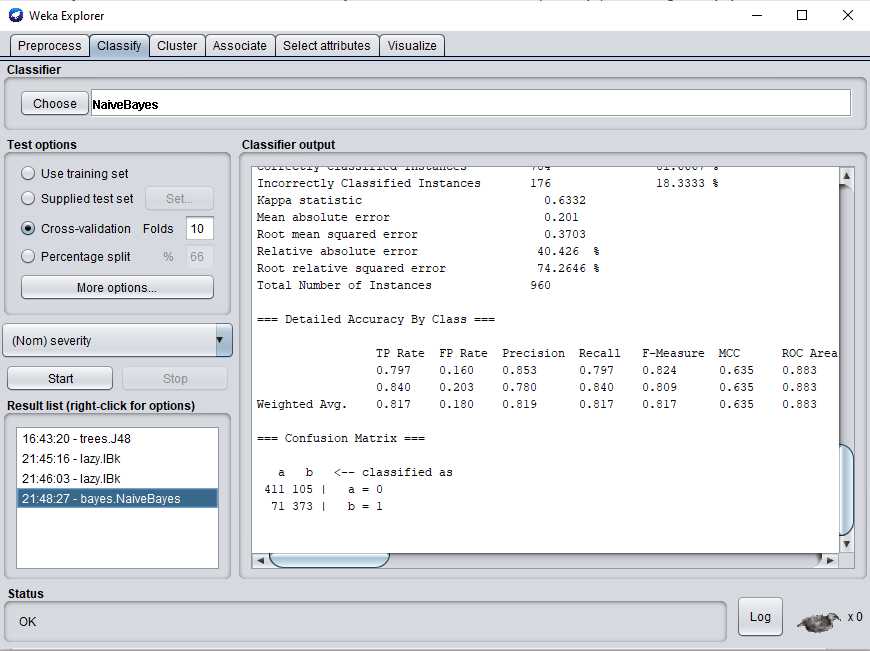 Weka Explorer
Preprocess Classify Cluster Associate Select attributes Visualize
Classifier
Choose NaiveBayes
Test options
Use training set
Supplied test set Set...
Cross-validation Folds 10
Percentage split % 66
More options...
(Nom) severity
Start Stop
Result list (right-click for options)
16:43:20 - trees.J48
21:45:16 - lazy.IBk
21:46:03 - lazy.IBk
21:48:27 - bayes.NaiveBayes
Classifier output
Correctly Classified Instances 784 81.6667 %
Incorrectly Classified Instances 176 18.3333 %
Kappa statistic 0.6332
Mean absolute error 0.201
Root mean squared error 0.3703
Relative absolute error 40.426 %
Root relative squared error 74.2646 %
Total Number of Instances 960
=== Detailed Accuracy By Class ===
TP Rate FP Rate Precision Recall F-Measure MCC ROC Area
0.797 0.160 0.853 0.797 0.824 0.635 0.883
0.840 0.203 0.780 0.840 0.809 0.635 0.883
Weighted Avg. 0.817 0.180 0.819 0.817 0.817 0.635 0.883
=== Confusion Matrix ===
a b <-- classified as
411 105 | a = 0
71 373 | b = 1
Status
OK
Log
x 0